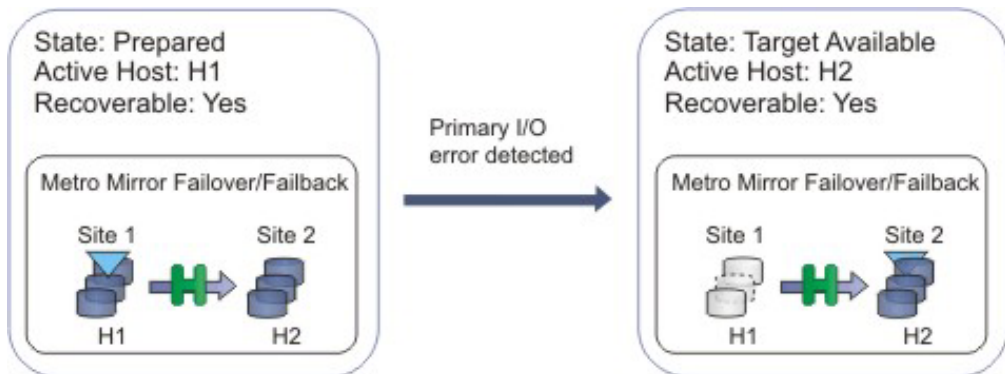 State: Prepared
Active Host: H1
Recoverable: Yes
Metro Mirror Failover/Failback
Site 1
Site 2
H1
H2
Primary I/O
error detected
State: Target Available
Active Host: H2
Recoverable: Yes
Metro Mirror Failover/Failback
Site 1
Site 2
H1
H2